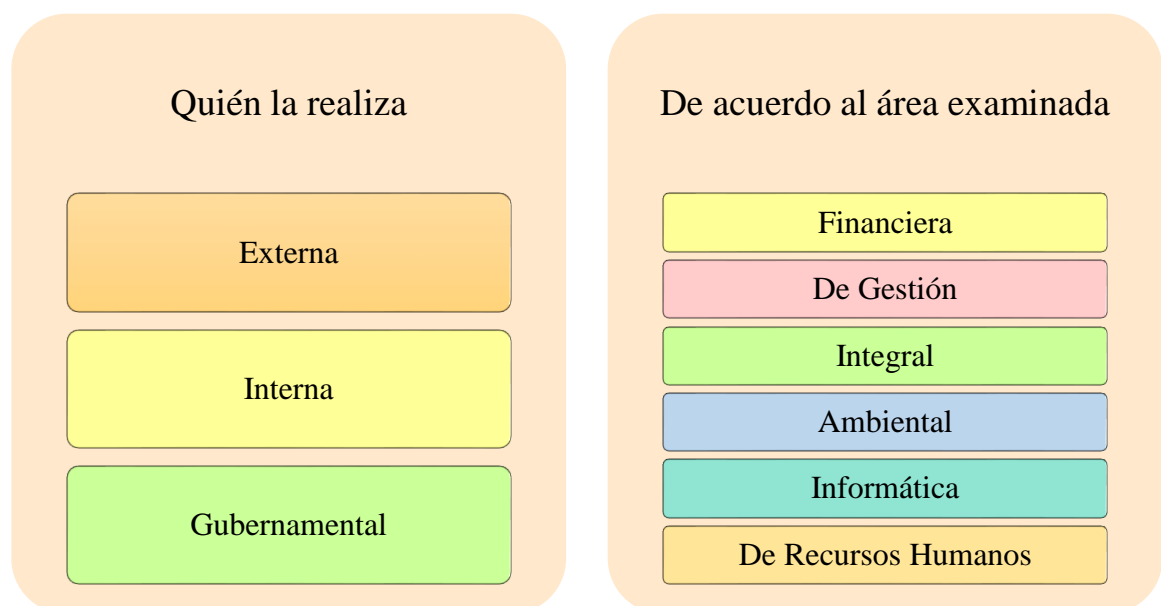 Quién la realiza
Externa
Interna
Gubernamental
De acuerdo al área examinada
Financiera
De Gestión
Integral
Ambiental
Informática
De Recursos Humanos